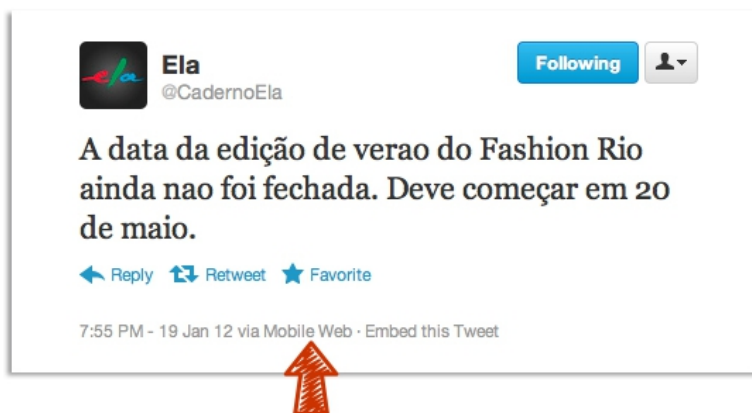 ela
Ela
@CadernoEla
Following
A data da edição de verao do Fashion Rio
ainda nao foi fechada. Deve começar em 20
de maio.
Reply Retweet Favorite
7:55 PM - 19 Jan 12 via Mobile Web · Embed this Tweet